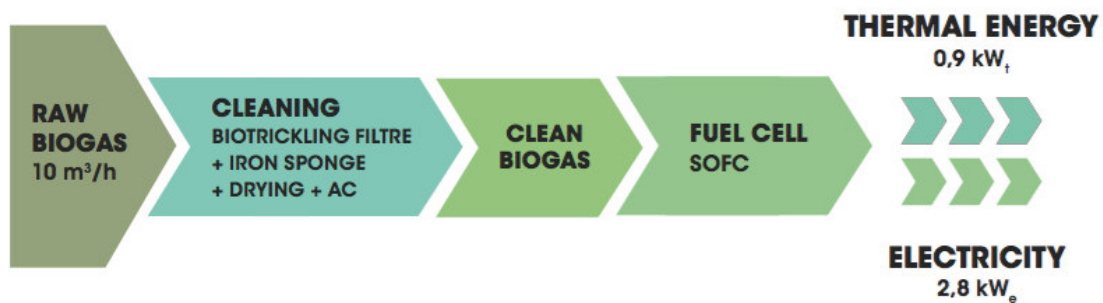 RAW
BIOGAS
10 m³/h
CLEANING
BIOTRICKLING FILTRE
+ IRON SPONGE
+ DRYING + AC
CLEAN
BIOGAS
FUEL CELL
SOFC
THERMAL ENERGY
0,9 kWₜ
ELECTRICITY
2,8 kWₑ